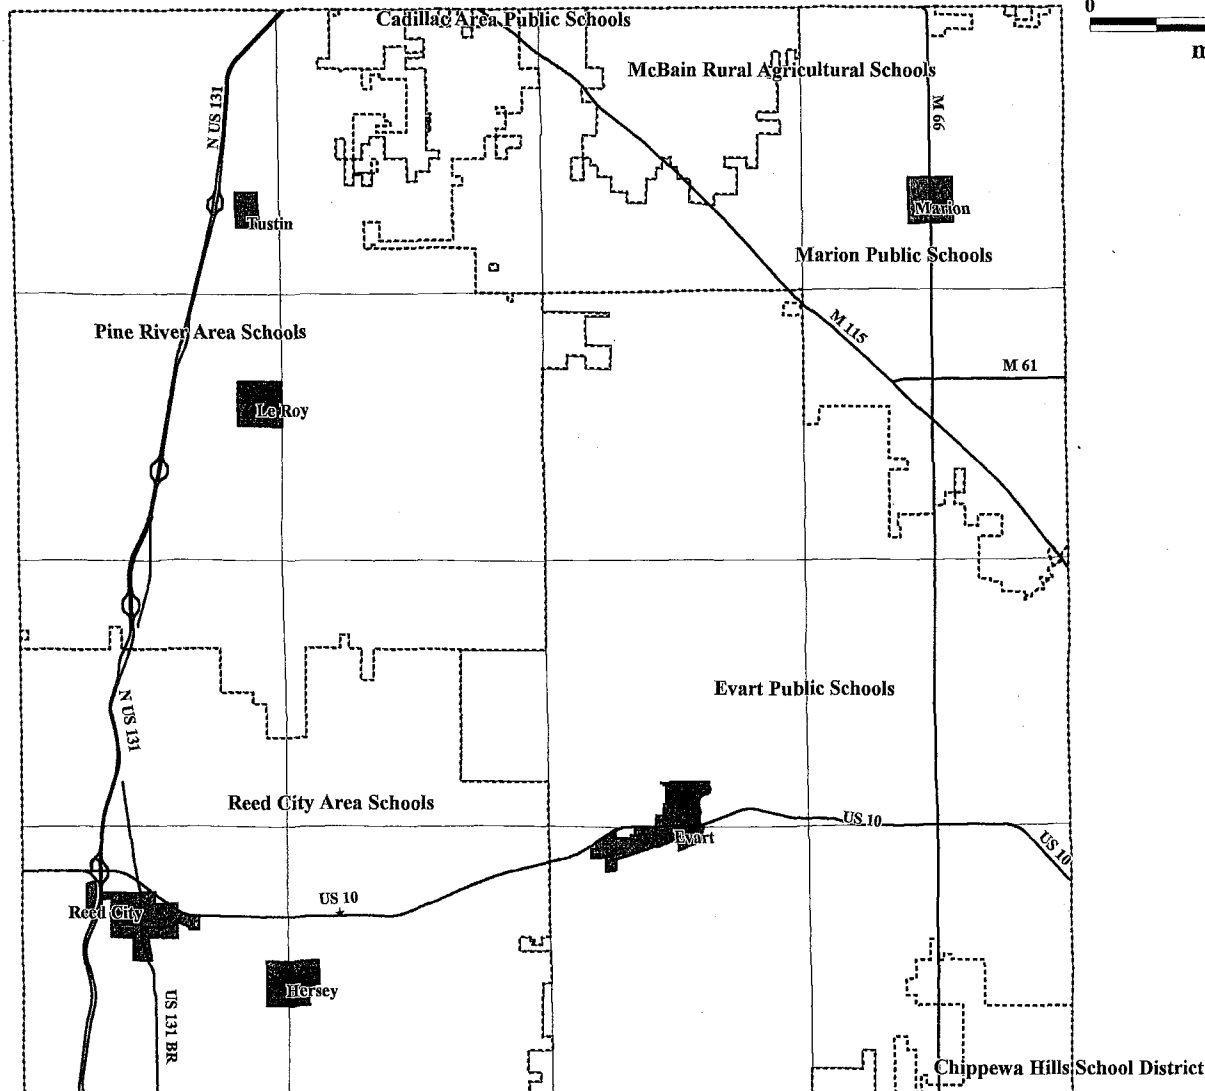 0
m
Cadillac Area Public Schools
McBain Rural Agricultural Schools
N US 131
M 66
Tustin
Marion
Marion Public Schools
Pine River Area Schools
M 115
M 61
Le Roy
N US 131
Evart Public Schools
Reed City Area Schools
Evart
US 10
US 10
US 10
Reed City
Hersey
US 131 BR
Chippewa Hills School District